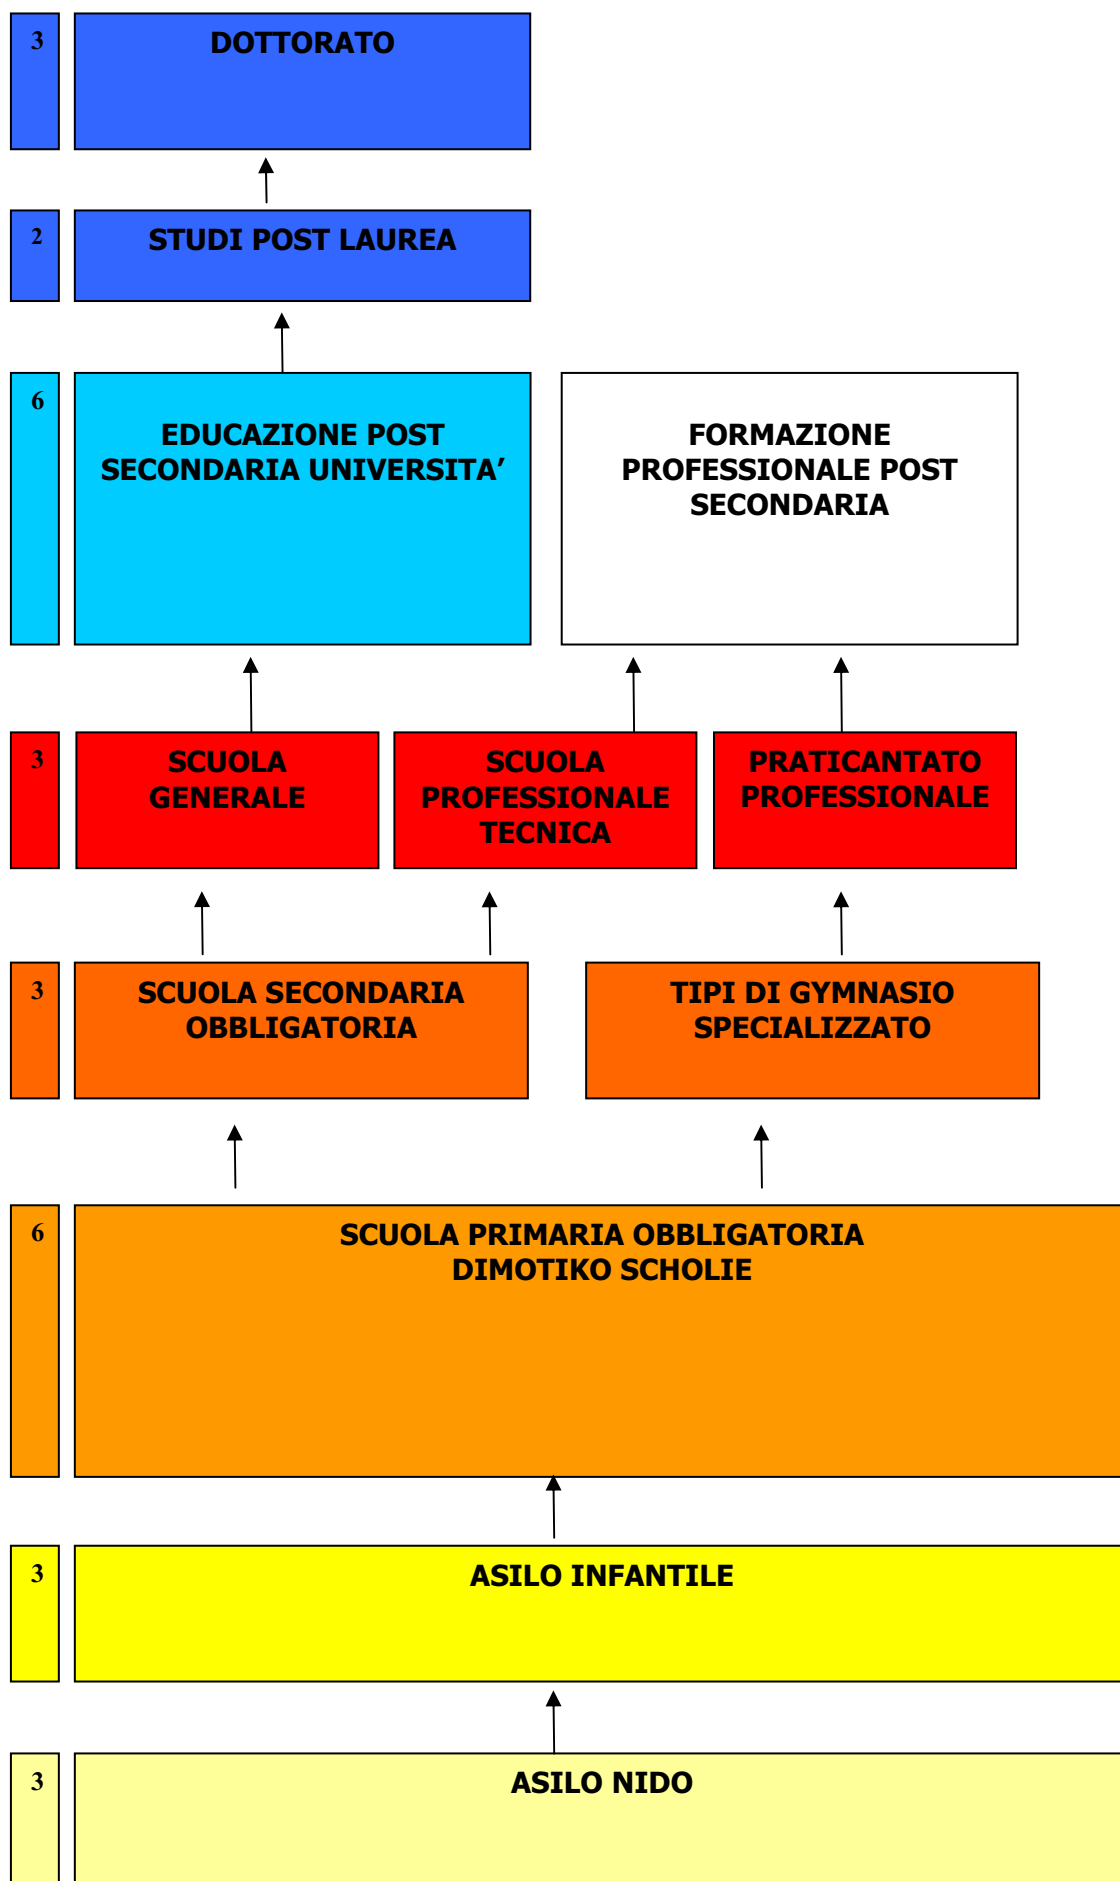 3
DOTTORATO
2
STUDI POST LAUREA
6
EDUCAZIONE POST
SECONDARIA UNIVERSITA’
FORMAZIONE
PROFESSIONALE POST
SECONDARIA
3
SCUOLA
GENERALE
SCUOLA
PROFESSIONALE
TECNICA
PRATICANTATO
PROFESSIONALE
3
SCUOLA SECONDARIA
OBBLIGATORIA
TIPI DI GYMNASIO
SPECIALIZZATO
6
SCUOLA PRIMARIA OBBLIGATORIA
DIMOTIKO SCHOLIE
3
ASILO INFANTILE
3
ASILO NIDO